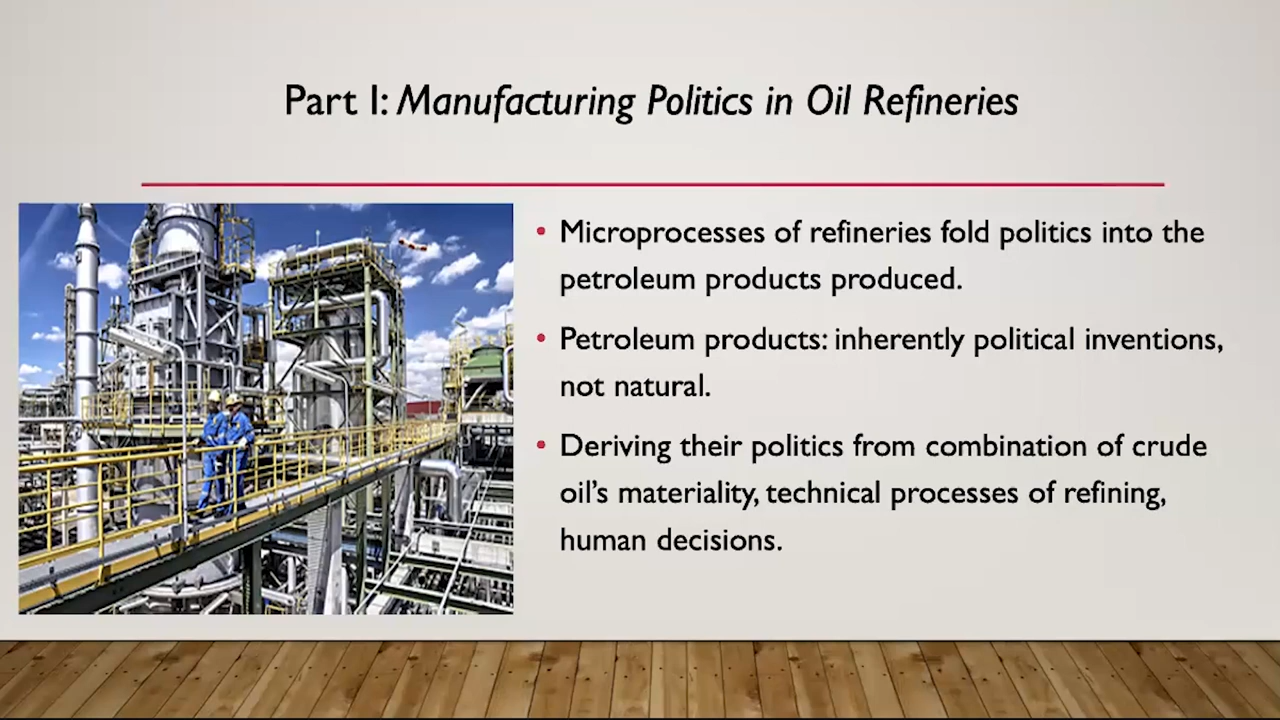 Part I: Manufacturing Politics in Oil Refineries
• Microprocesses of refineries fold politics into the
petroleum products produced.
• Petroleum products: inherently political inventions,
not natural.
• Deriving their politics from combination of crude
oil’s materiality, technical processes of refining,
human decisions.